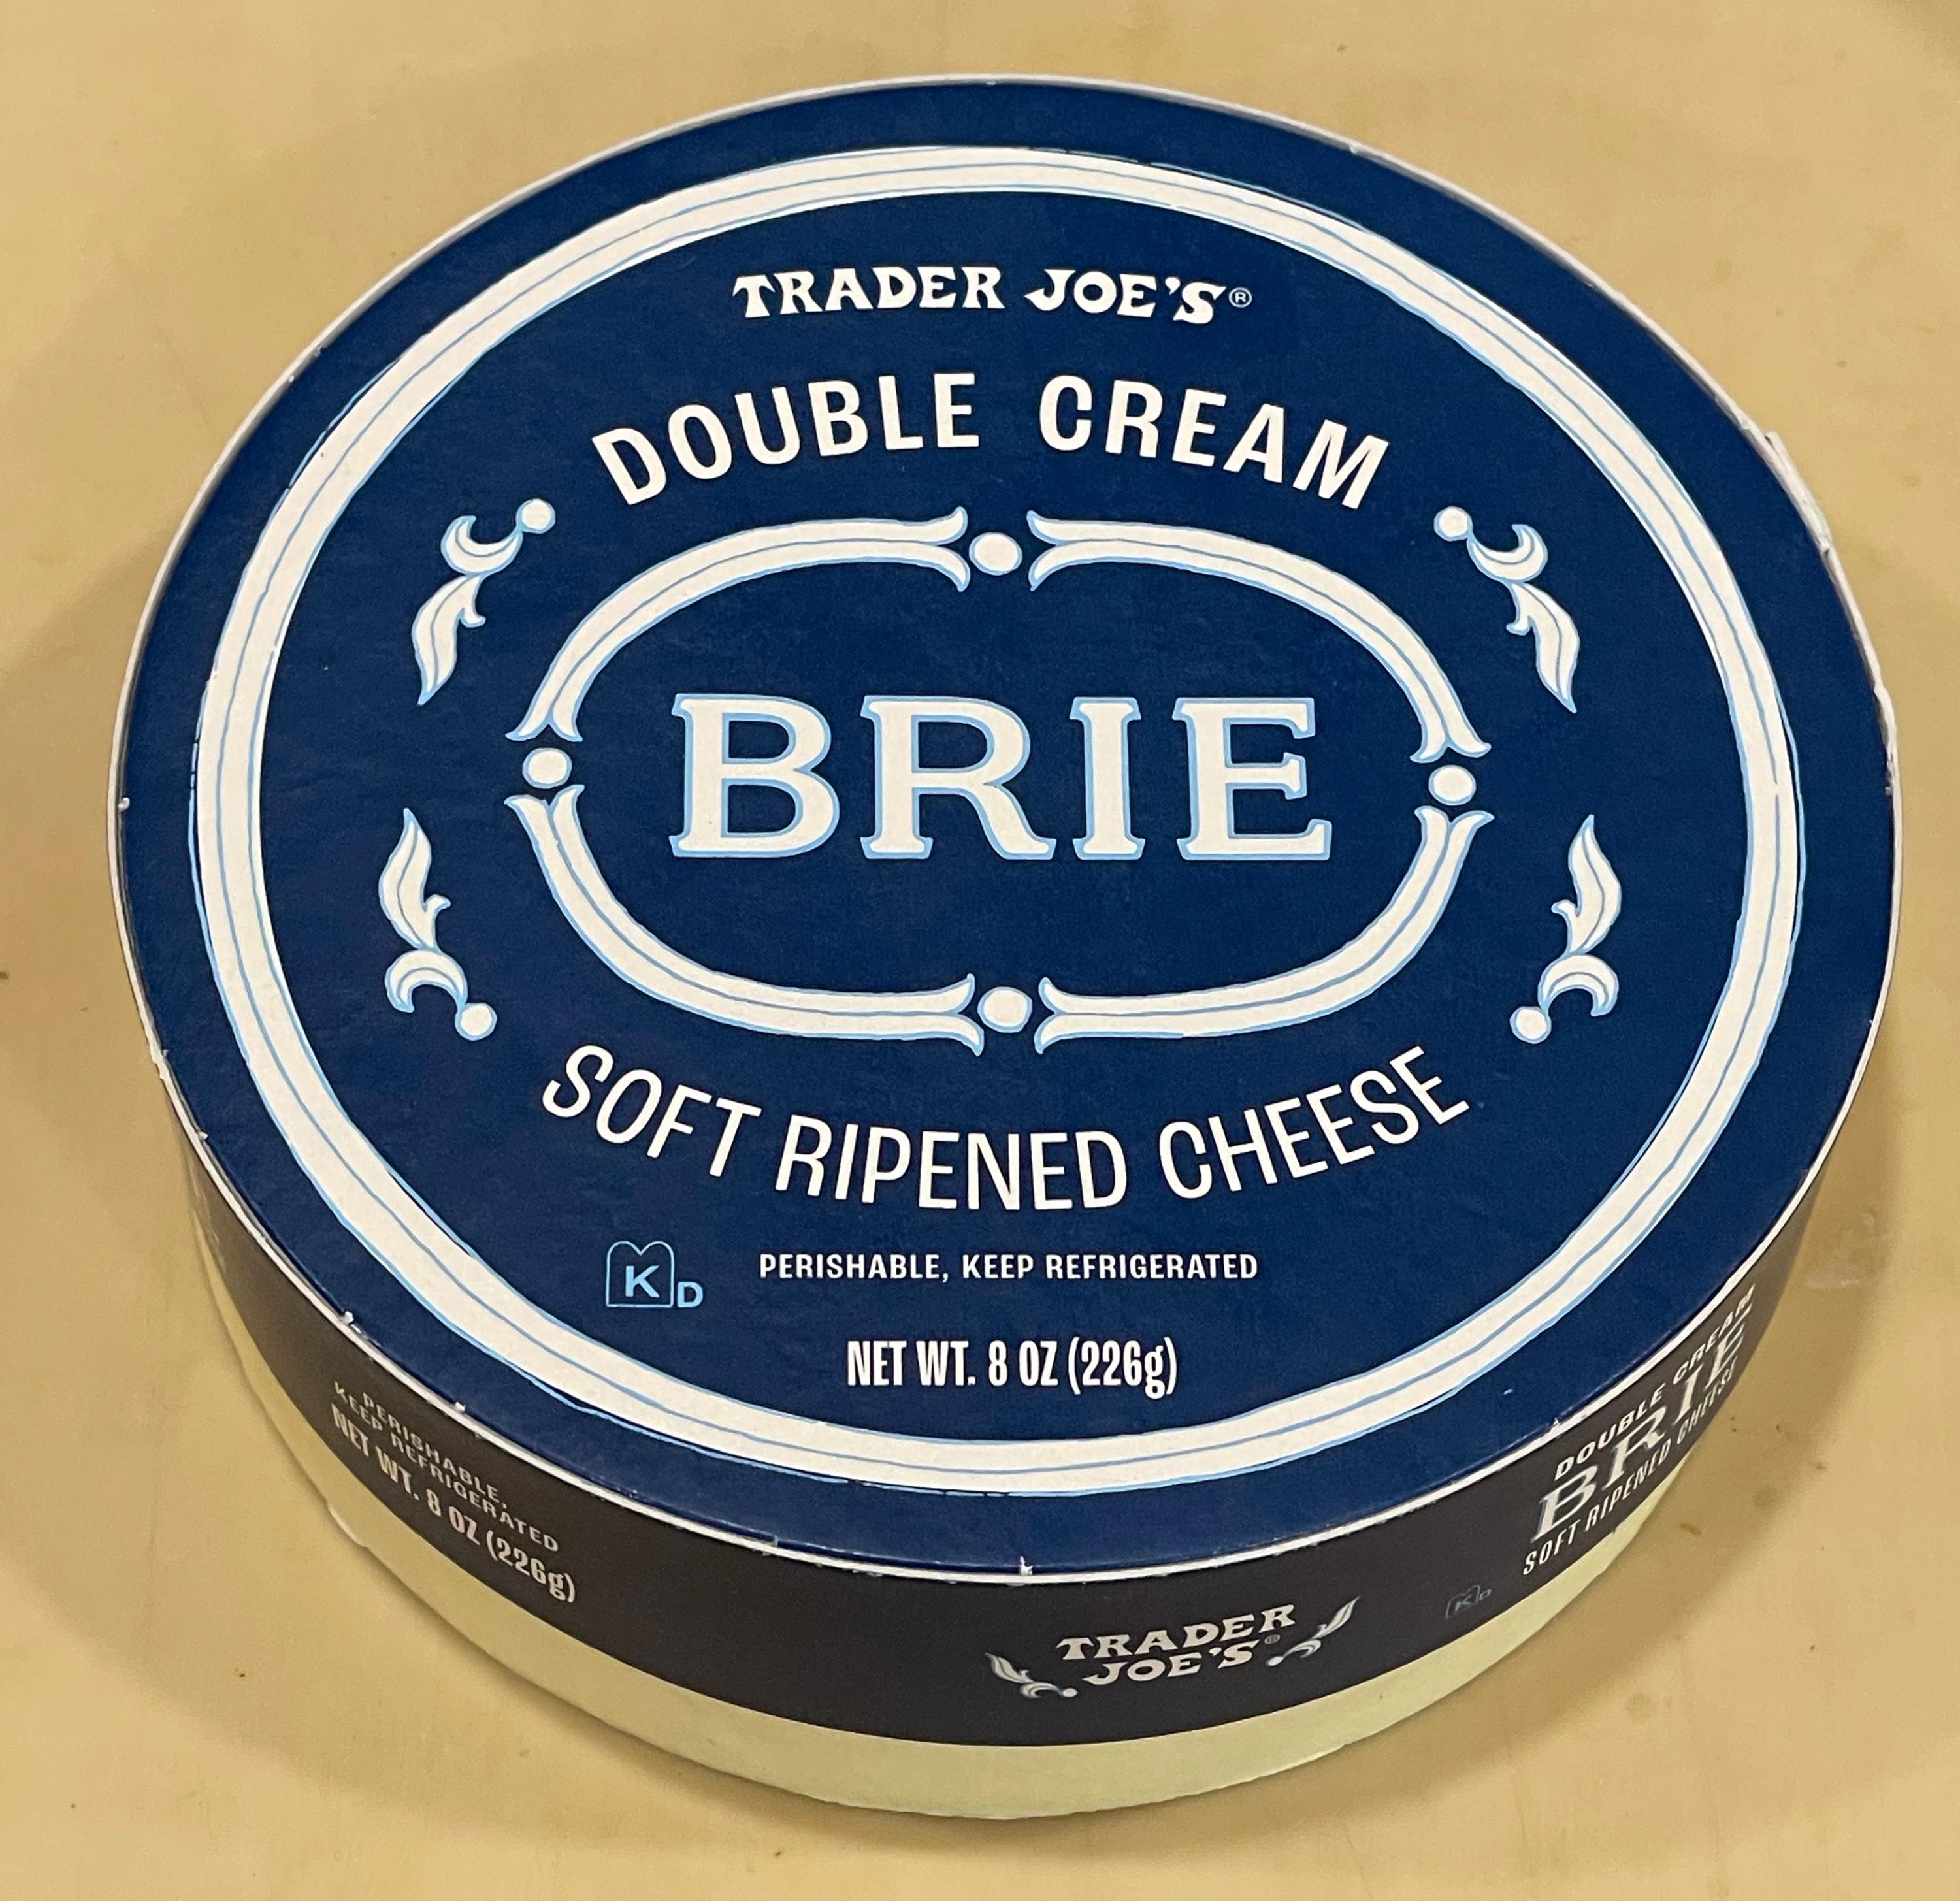 TRADER JOE'S®
DOUBLE CREAM
BRIE
SOFT RIPENED CHEESE
K D
PERISHABLE, KEEP REFRIGERATED
NET WT. 8 OZ (226g)
PERISHABLE,
KEEP REFRIGERATED
NET WT. 8 OZ (226g)
TRADER
JOE'S®
DOUBLE CREAM
BRIE
SOFT RIPENED CHEESE
K D